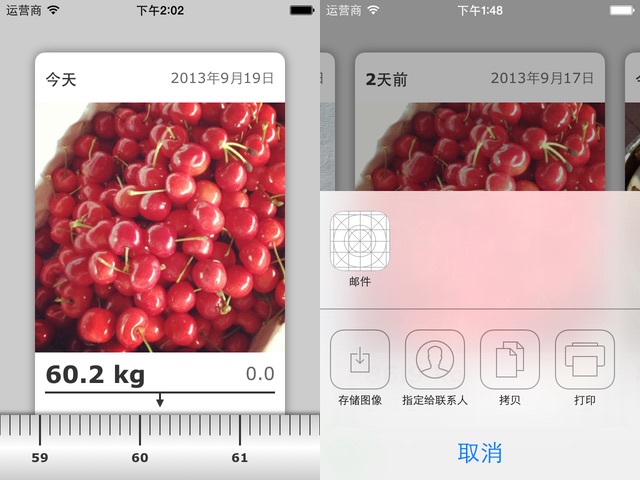 运营商 下午2:02
今天 2013年9月19日
60.2 kg 0.0
59 60 61
运营商 下午1:48
日 2天前 2013年9月17日 今
邮件
存储图像 指定给联系人 拷贝 打印
取消